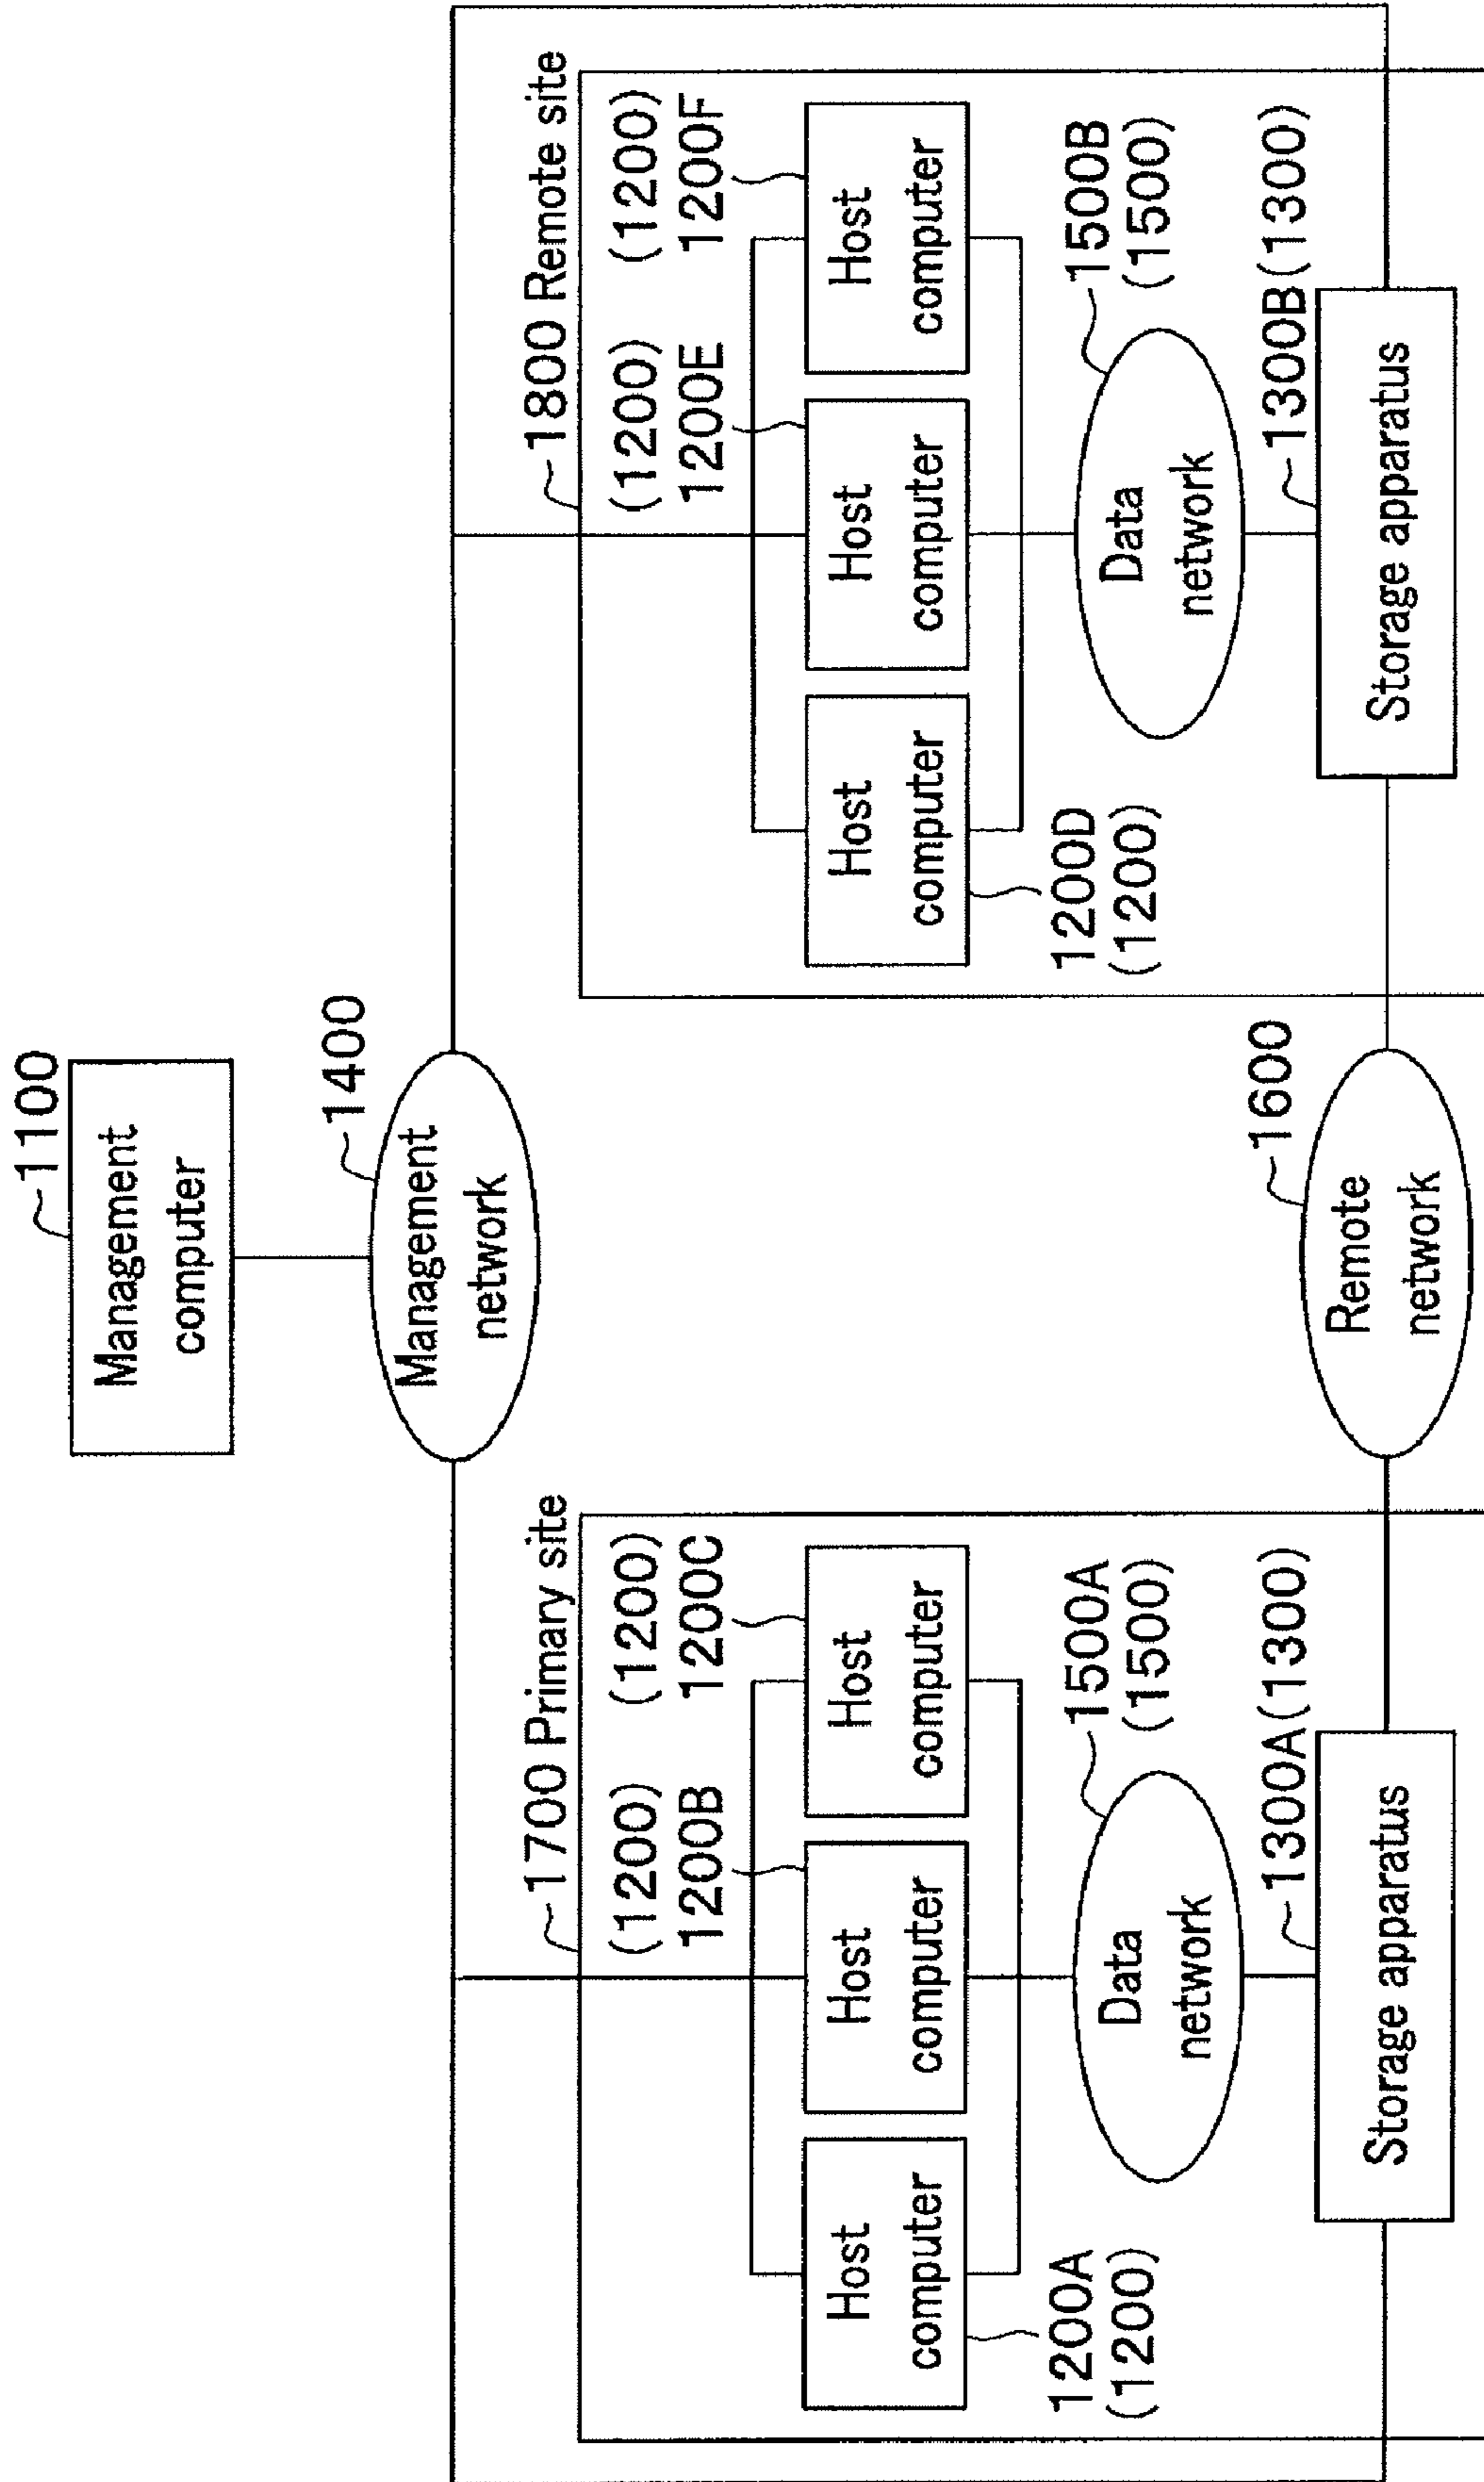 1100
Management
computer
1400
Management
network
1700 Primary site
(1200)
1200B
(1200)
1200C
Host
computer
Host
computer
Host
computer
1200A
(1200)
1500A
(1500)
Data
network
1300A(1300)
Storage apparatus
1600
Remote
network
1800 Remote site
(1200)
1200E
(1200)
1200F
Host
computer
Host
computer
Host
computer
1200D
(1200)
1500B
(1500)
Data
network
1300B(1300)
Storage apparatus